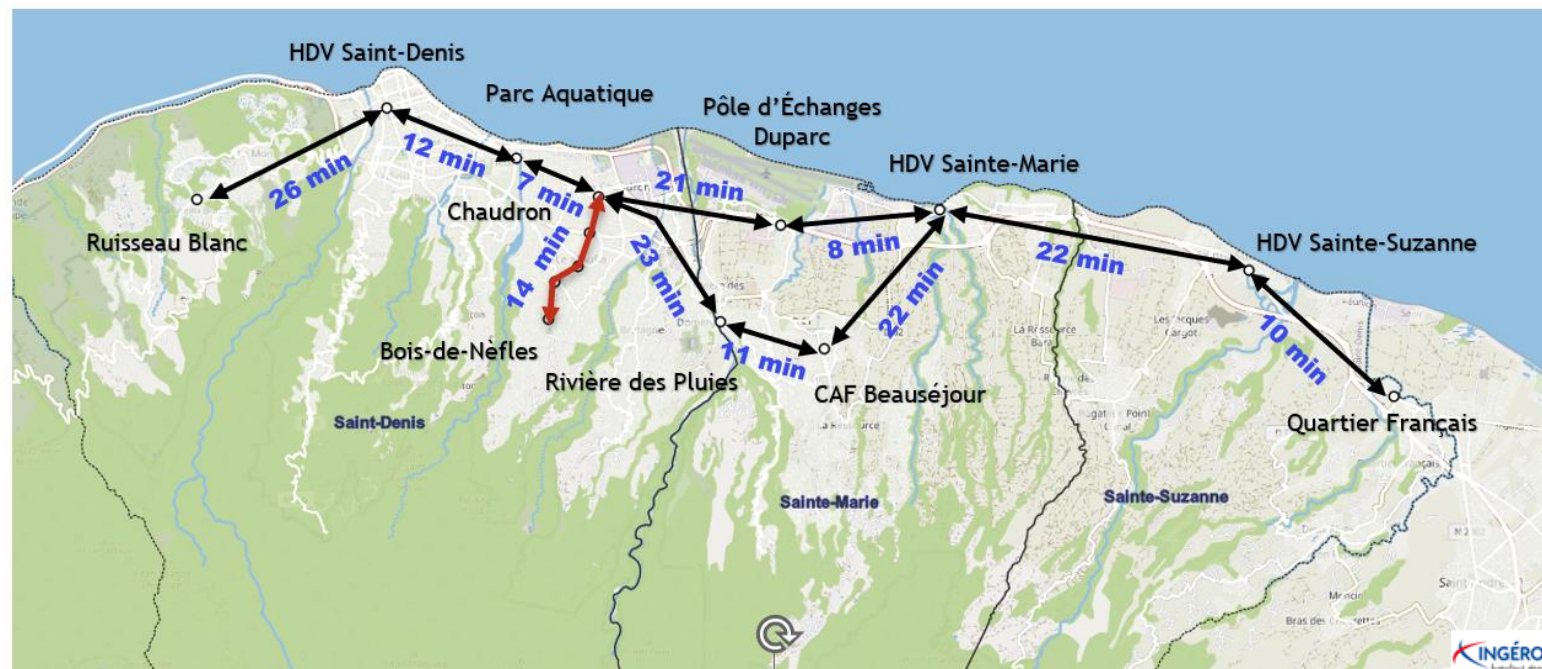 HDV Saint-Denis
Parc Aquatique
Pôle d'Échanges
Duparc
HDV Sainte-Marie
12 min
26 min
7 min
21 min
Chaudron
8 min
22 min
HDV Sainte-Suzanne
Ruisseau Blanc
14 min
23 min
22 min
10 min
11 min
Bois-de-Nèfles
Rivière des Pluies
CAF Beauséjour
Quartier Français
Saint-Denis
La Ressource
Sainte-Marie
Sainte-Suzanne
INGÉRO